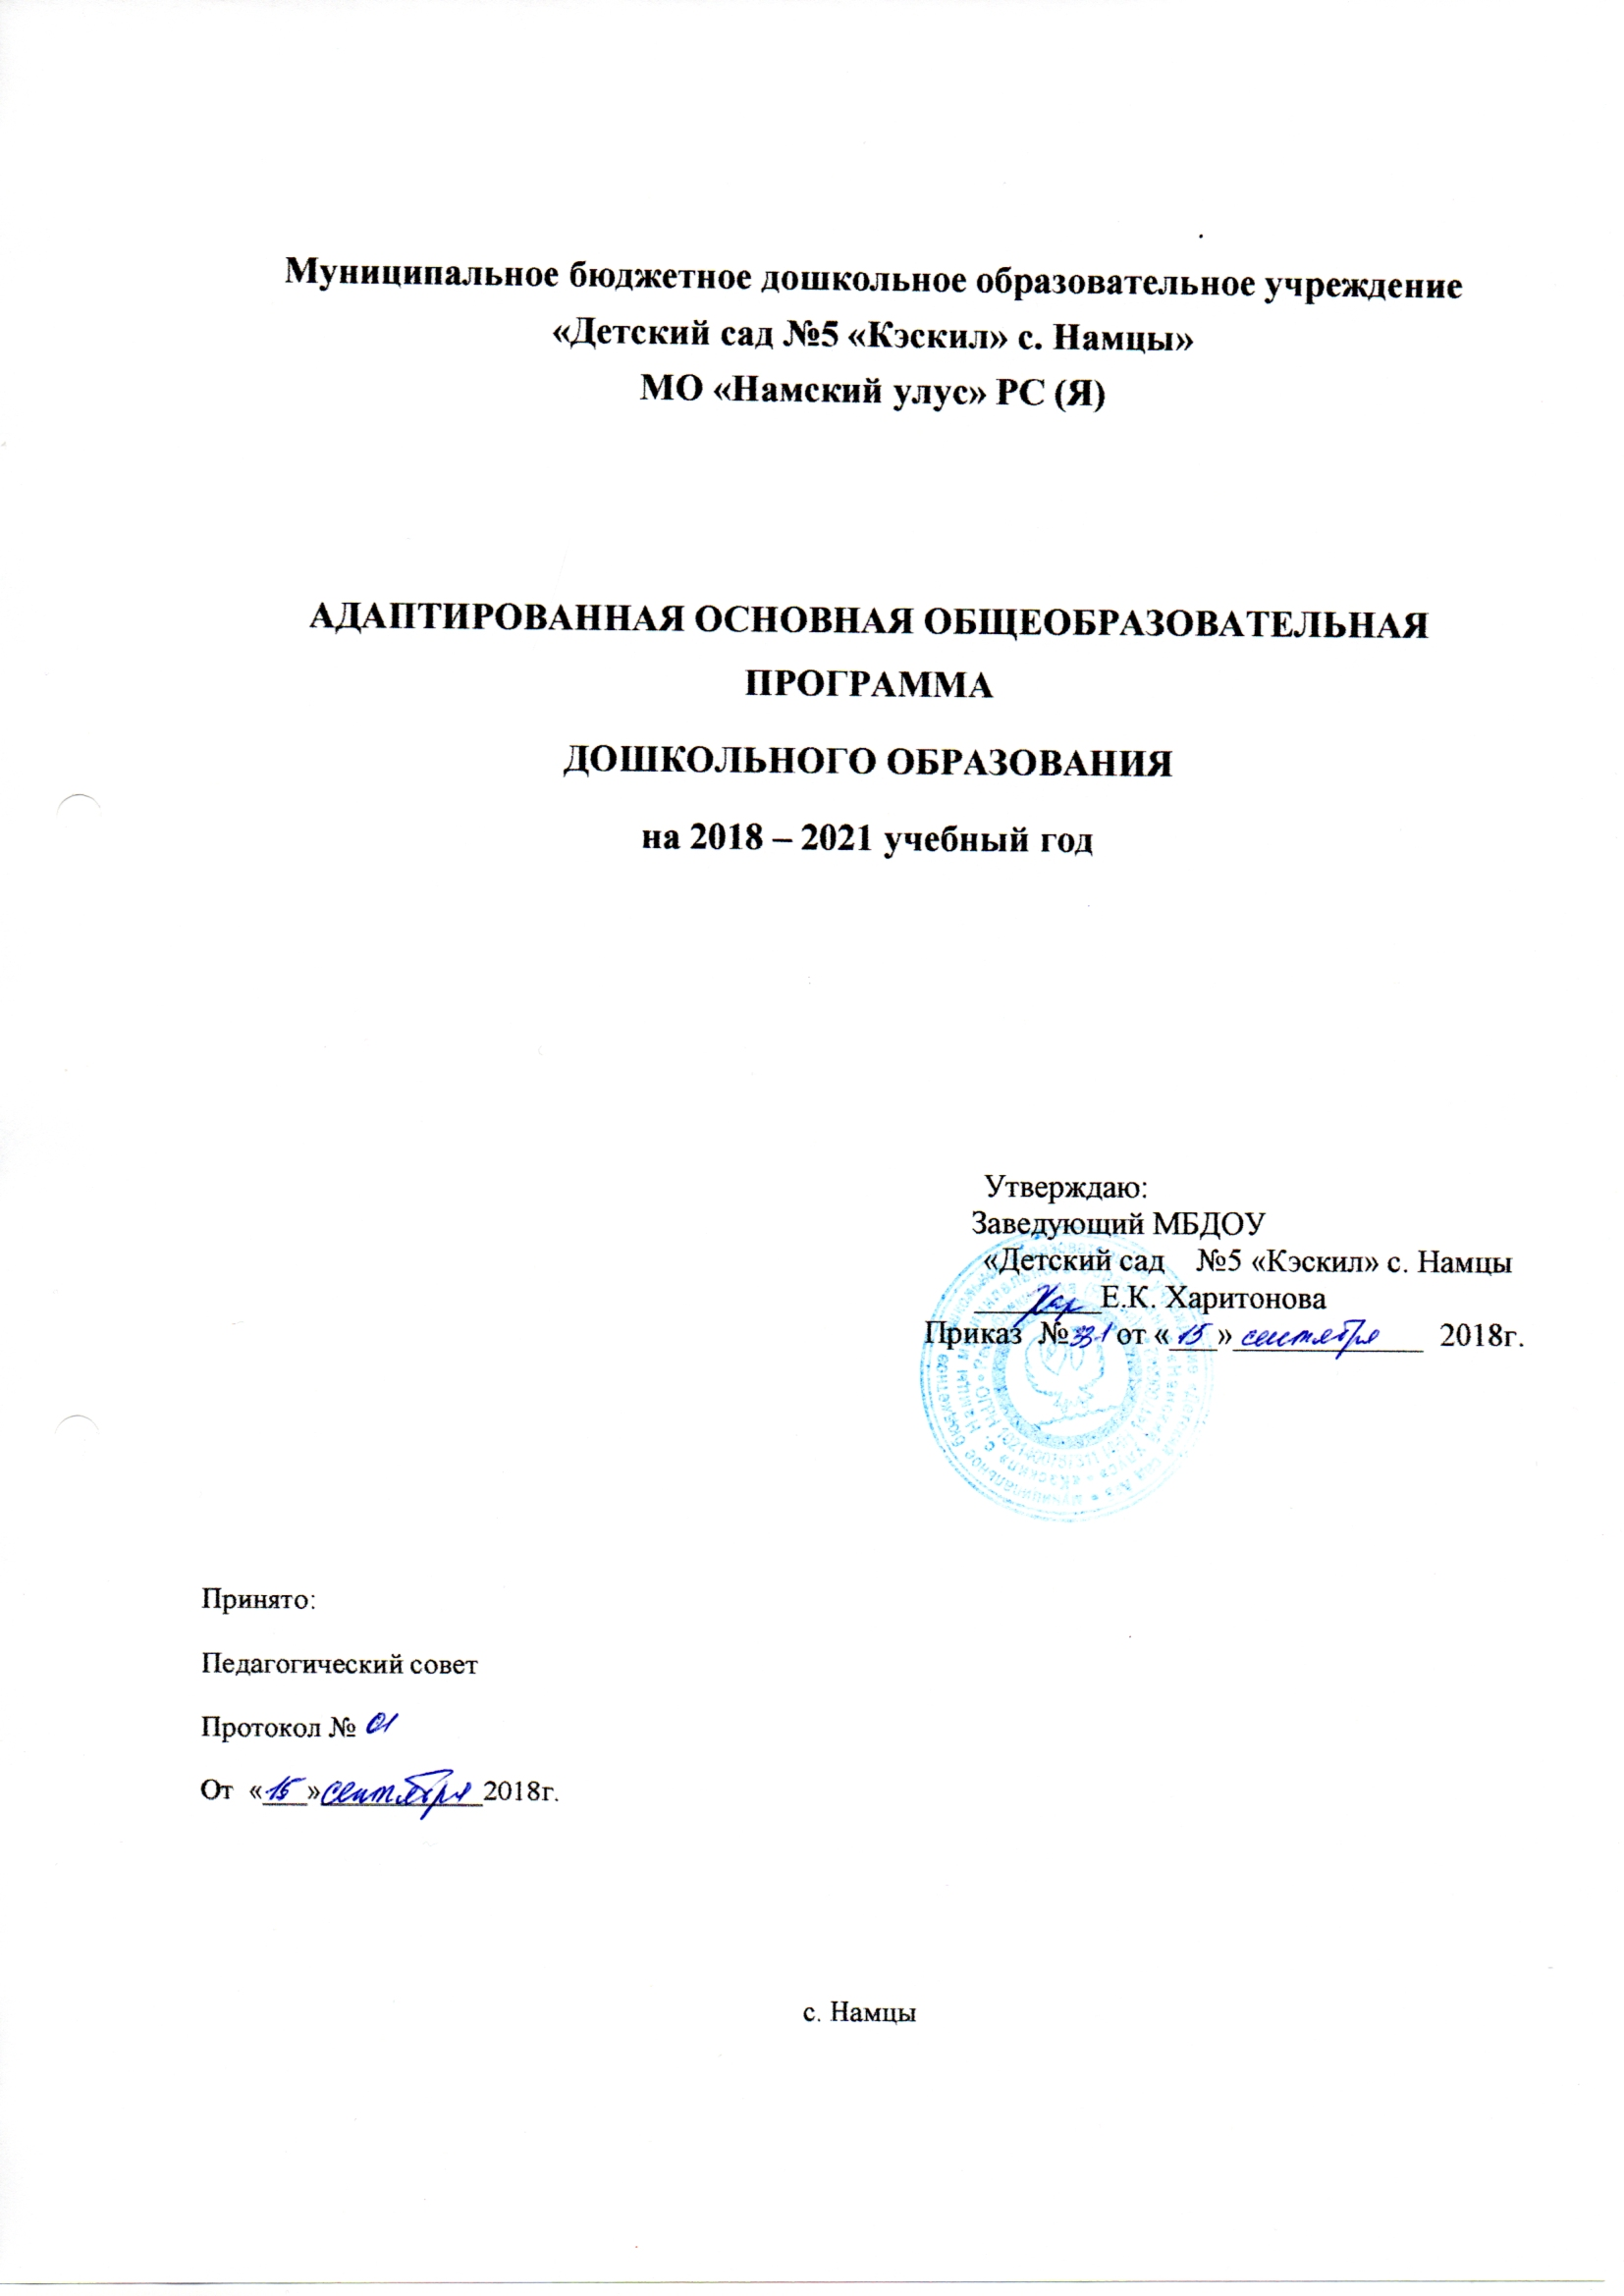 Муниципальное бюджетное дошкольное образовательное учреждение
«Детский сад №5 «Кэскил» с. Намцы»
МО «Намский улус» РС (Я)
АДАПТИРОВАННАЯ ОСНОВНАЯ ОБЩЕОБРАЗОВАТЕЛЬНАЯ
ПРОГРАММА
ДОШКОЛЬНОГО ОБРАЗОВАНИЯ
на 2018 – 2021 учебный год
Утверждаю:
Заведующий МБДОУ
«Детский сад №5 «Кэскил» с. Намцы
Е.К. Харитонова
Приказ № от «15» сентября 2018г.
Принято:
Педагогический совет
Протокол № 01
От «15» сентября 2018г.
с. Намцы